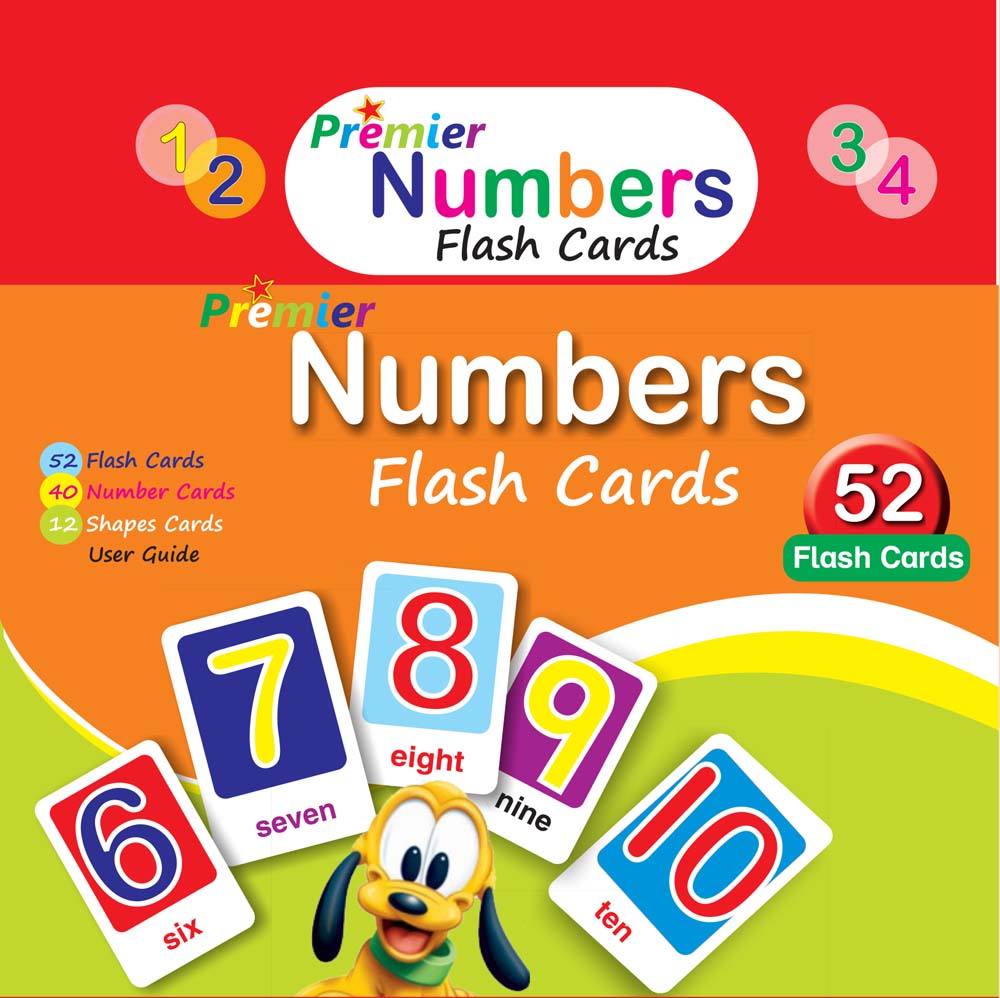 1
2
Premier
Numbers
Flash Cards
3
4
Premier
Numbers
Flash Cards
52 Flash Cards
40 Number Cards
12 Shapes Cards
User Guide
52
Flash Cards
6
six
7
seven
8
eight
9
nine
10
ten